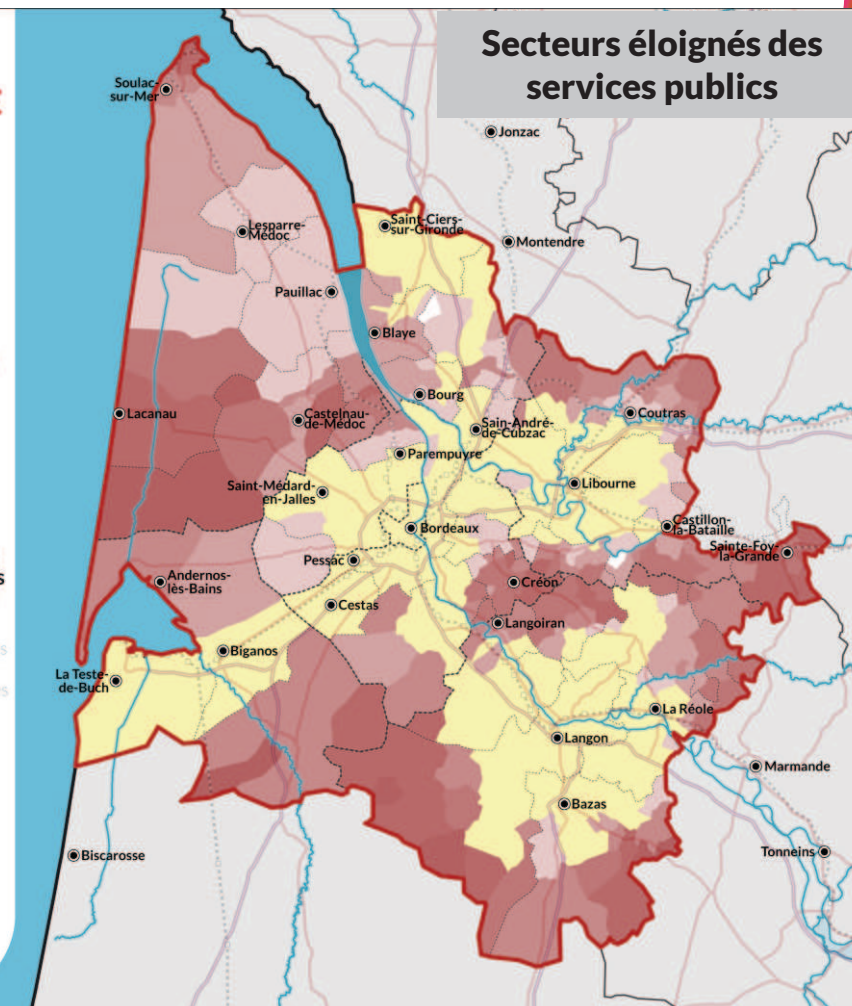 Secteurs éloignés des
services publics
Soulac-
sur-Mer
Jonzac
Saint-Ciers-
sur-Gironde
Lesparre-
Médoc
Montendre
Pauillac
Blaye
Bourg
Lacanau
Castelnau-
de-Médoc
Coutras
Sain-André-
de-Cubzac
Parempuyre
Saint-Médard-
en-Jalles
Libourne
Bordeaux
Castillon-
la-Bataille
Sainte-Foy-
la-Grande
Pessac
Andernos-
lès-Bains
Créon
Cestas
Langoiran
Biganos
La Teste-
de-Buch
La Réole
Langon
Marmande
Bazas
Biscarosse
Tonneins